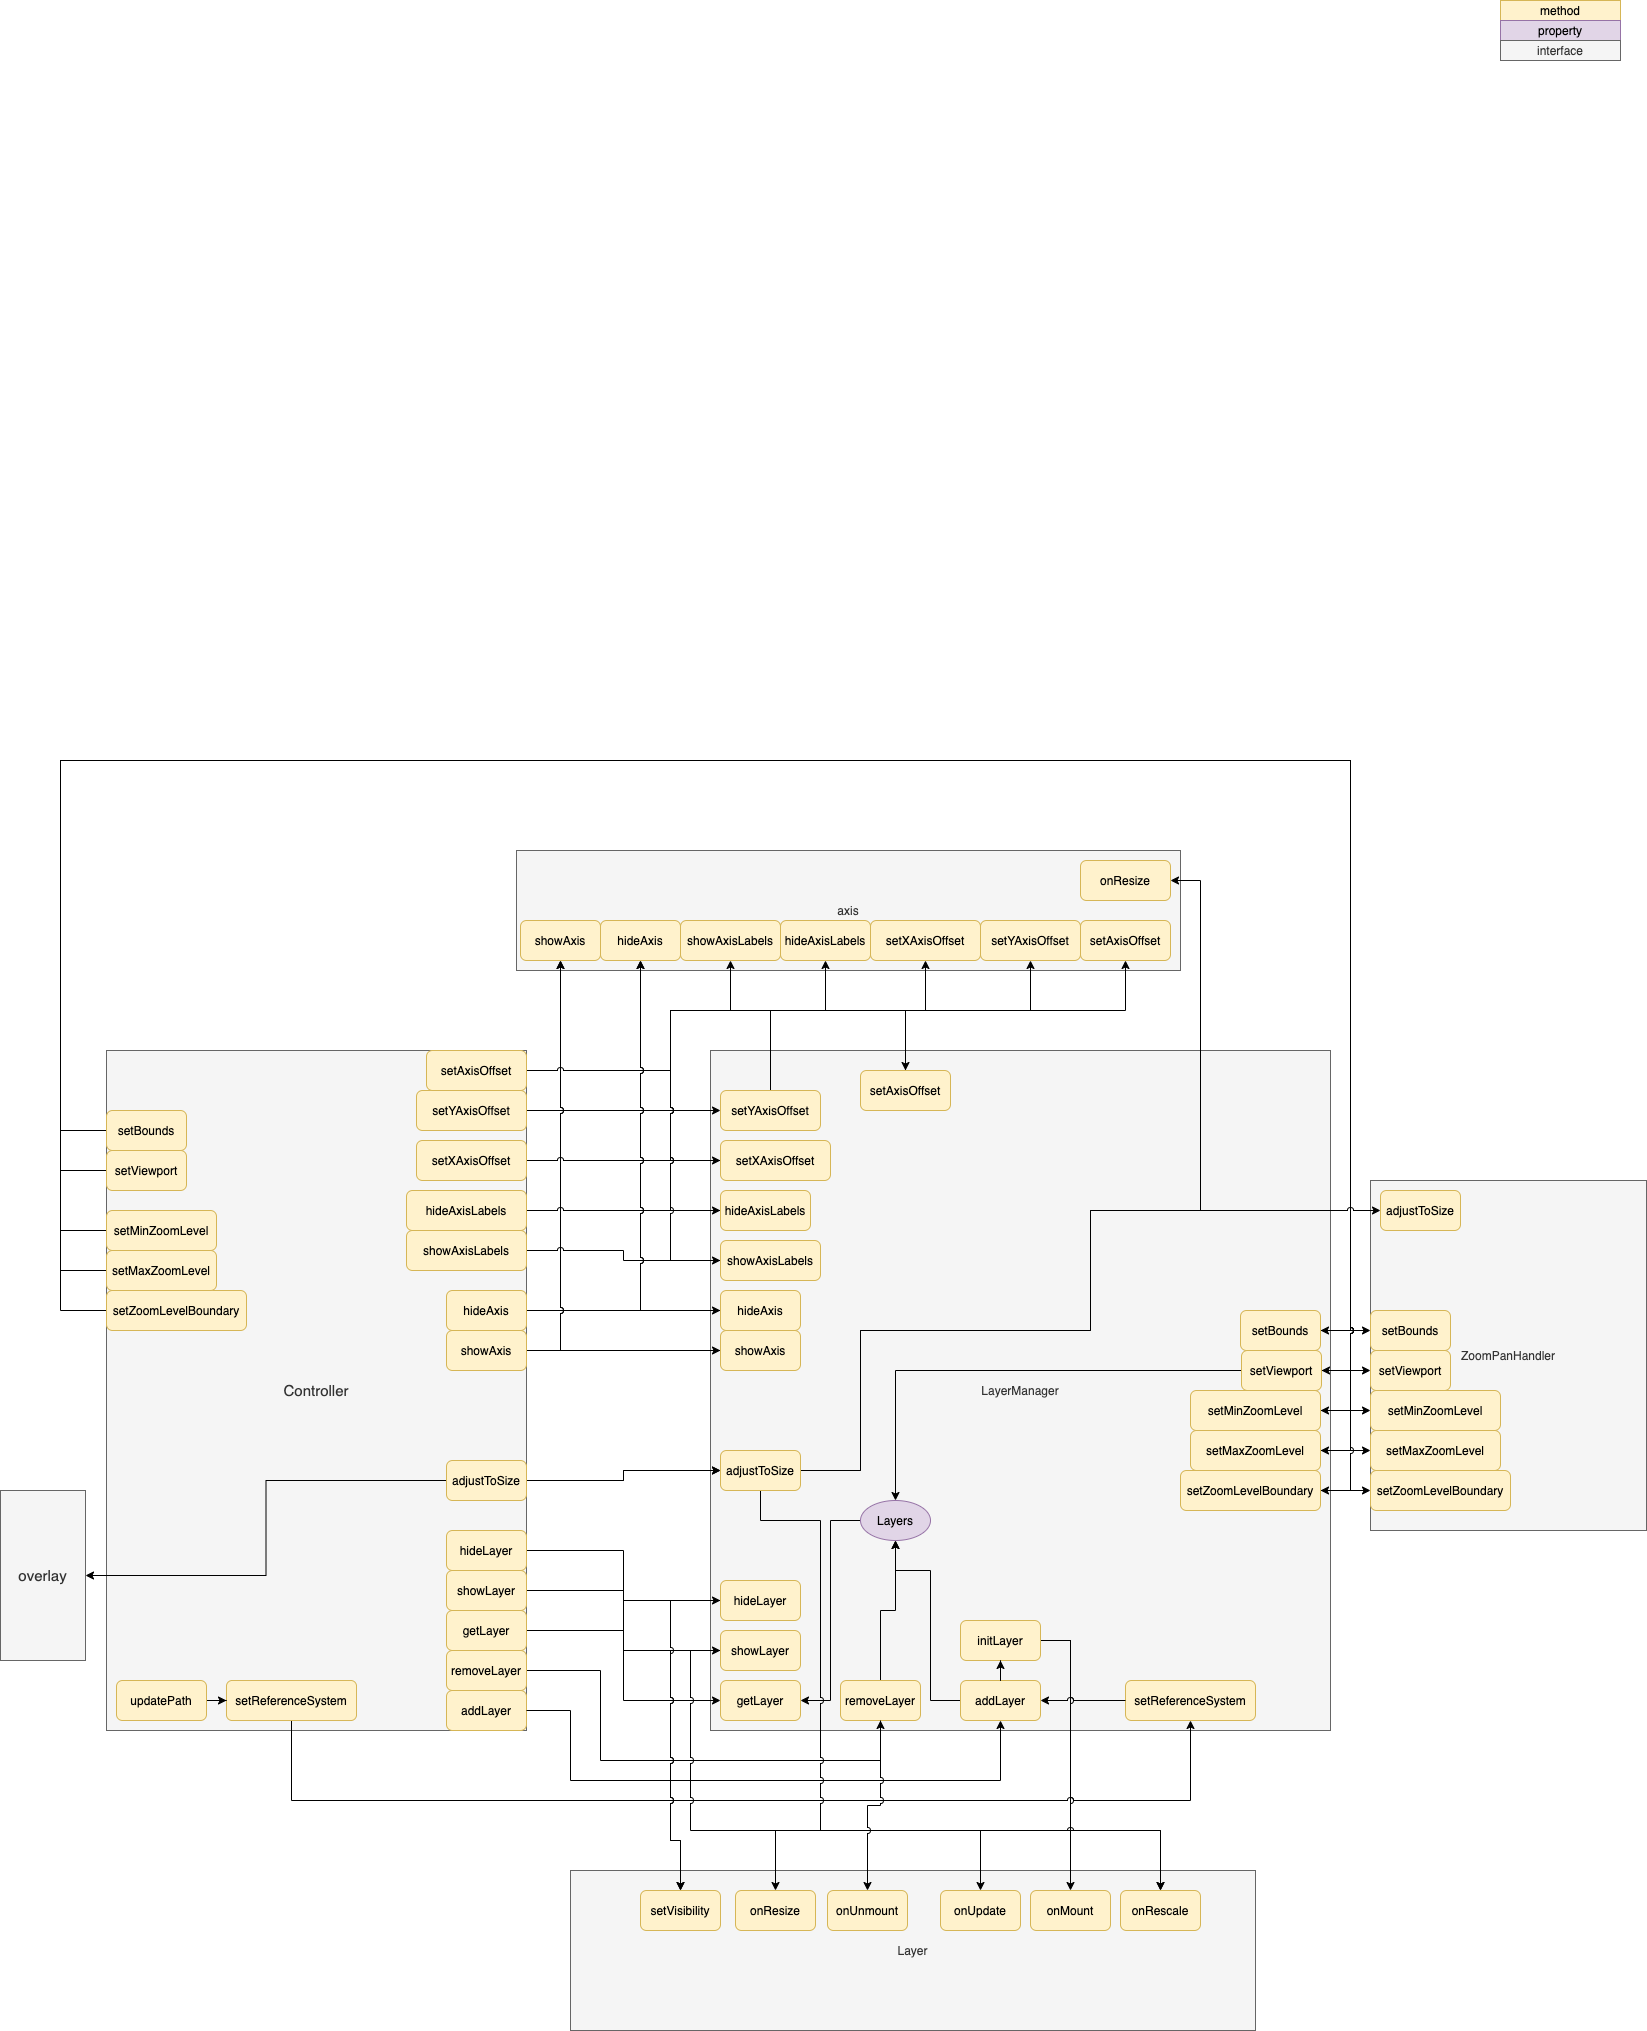 method
property
interface
onResize
axis
showAxis
hideAxis
showAxisLabels
hideAxisLabels
setXAxisOffset
setYAxisOffset
setAxisOffset
Controller
setAxisOffset
setYAxisOffset
setXAxisOffset
hideAxisLabels
showAxisLabels
hideAxis
showAxis
setBounds
setViewport
setMinZoomLevel
setMaxZoomLevel
setZoomLevelBoundary
adjustToSize
hideLayer
showLayer
getLayer
removeLayer
addLayer
updatePath
setReferenceSystem
overlay
LayerManager
setAxisOffset
setYAxisOffset
setXAxisOffset
hideAxisLabels
showAxisLabels
hideAxis
showAxis
adjustToSize
Layers
hideLayer
showLayer
getLayer
removeLayer
initLayer
addLayer
setReferenceSystem
setBounds
setViewport
setMinZoomLevel
setMaxZoomLevel
setZoomLevelBoundary
adjustToSize
ZoomPanHandler
setBounds
setViewport
setMinZoomLevel
setMaxZoomLevel
setZoomLevelBoundary
setVisibility
onResize
onUnmount
onUpdate
onMount
onRescale
Layer